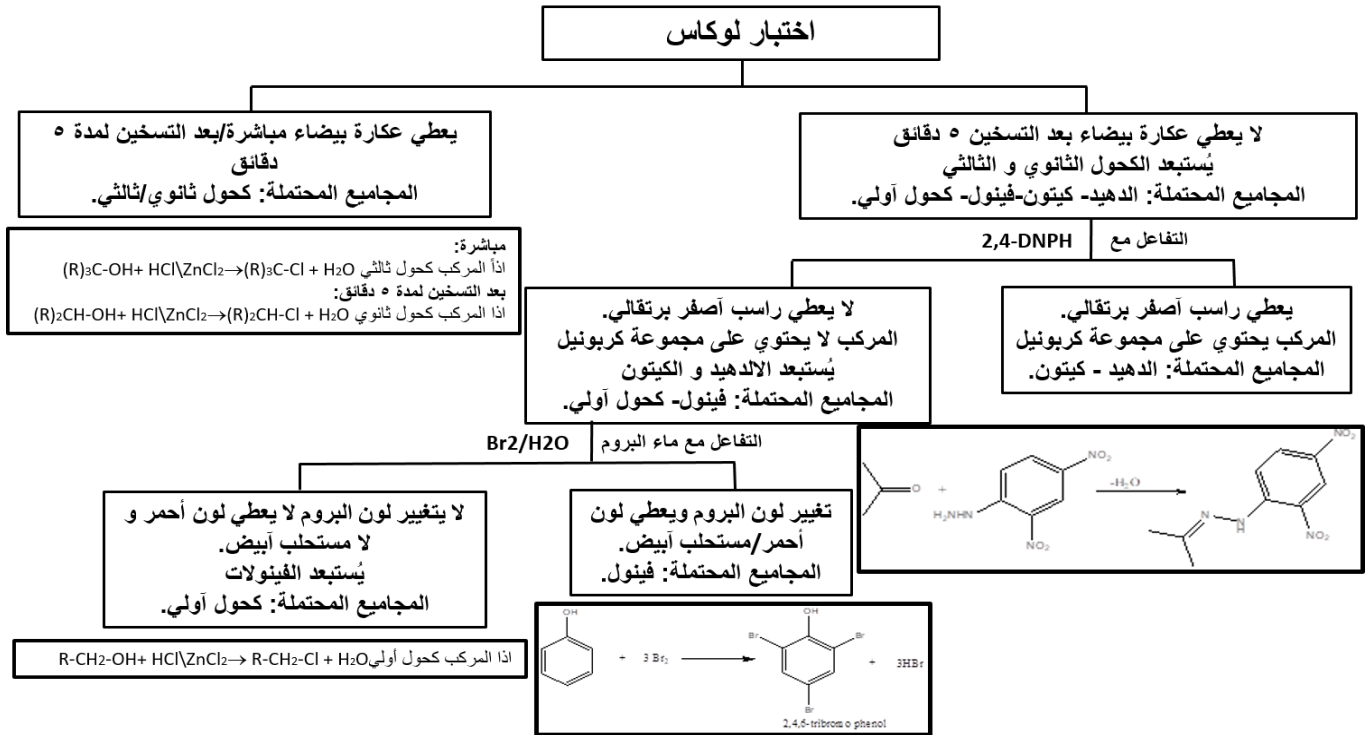 اختبار لوكاس
يعطي عكارة بيضاء مباشرة/بعد التسخين لمدة ٥
دقائق
المجاميع المحتملة: كحول ثانوي/ثالثي.
لا يعطي عكارة بيضاء بعد التسخين ٥ دقائق
يُستبعد الكحول الثانوي و الثالثي
المجاميع المحتملة: الدهيد- كيتون-فينول- كحول آولي.
مباشرة:
اذاً المركب كحول ثالثي (R)₃C-OH+ HCl\ZnCl₂→(R)₃C-Cl + H₂O
بعد التسخين لمدة ٥ دقائق:
اذا المركب كحول ثانوي (R)₂CH-OH+ HCl\ZnCl₂→(R)₂CH-Cl + H₂O
التفاعل مع 2,4-DNPH
لا يعطي راسب آصفر برتقالي.
المركب لا يحتوي على مجموعة كربونيل
يُستبعد الالدهيد و الكيتون
المجاميع المحتملة: فينول- كحول آولي.
يعطي راسب آصفر برتقالي.
المركب يحتوي على مجموعة كربونيل
المجاميع المحتملة: الدهيد - كيتون.
O
+
H₂NHN
NO₂
NO₂
-H₂O
N
N
H
NO₂
NO₂
التفاعل مع ماء البروم Br2/H2O
لا يتغيير لون البروم لا يعطي لون أحمر و
لا مستحلب آبيض.
يُستبعد الفينولات
المجاميع المحتملة: كحول آولي.
تغيير لون البروم ويعطي لون
أحمر/مستحلب آبيض.
المجاميع المحتملة: فينول.
اذا المركب كحول أولي R-CH₂-OH+ HCl\ZnCl₂→ R-CH₂-Cl + H₂O
OH
+
3 Br₂
OH
Br
Br
Br
+
3HBr
2,4,6-tribromo phenol